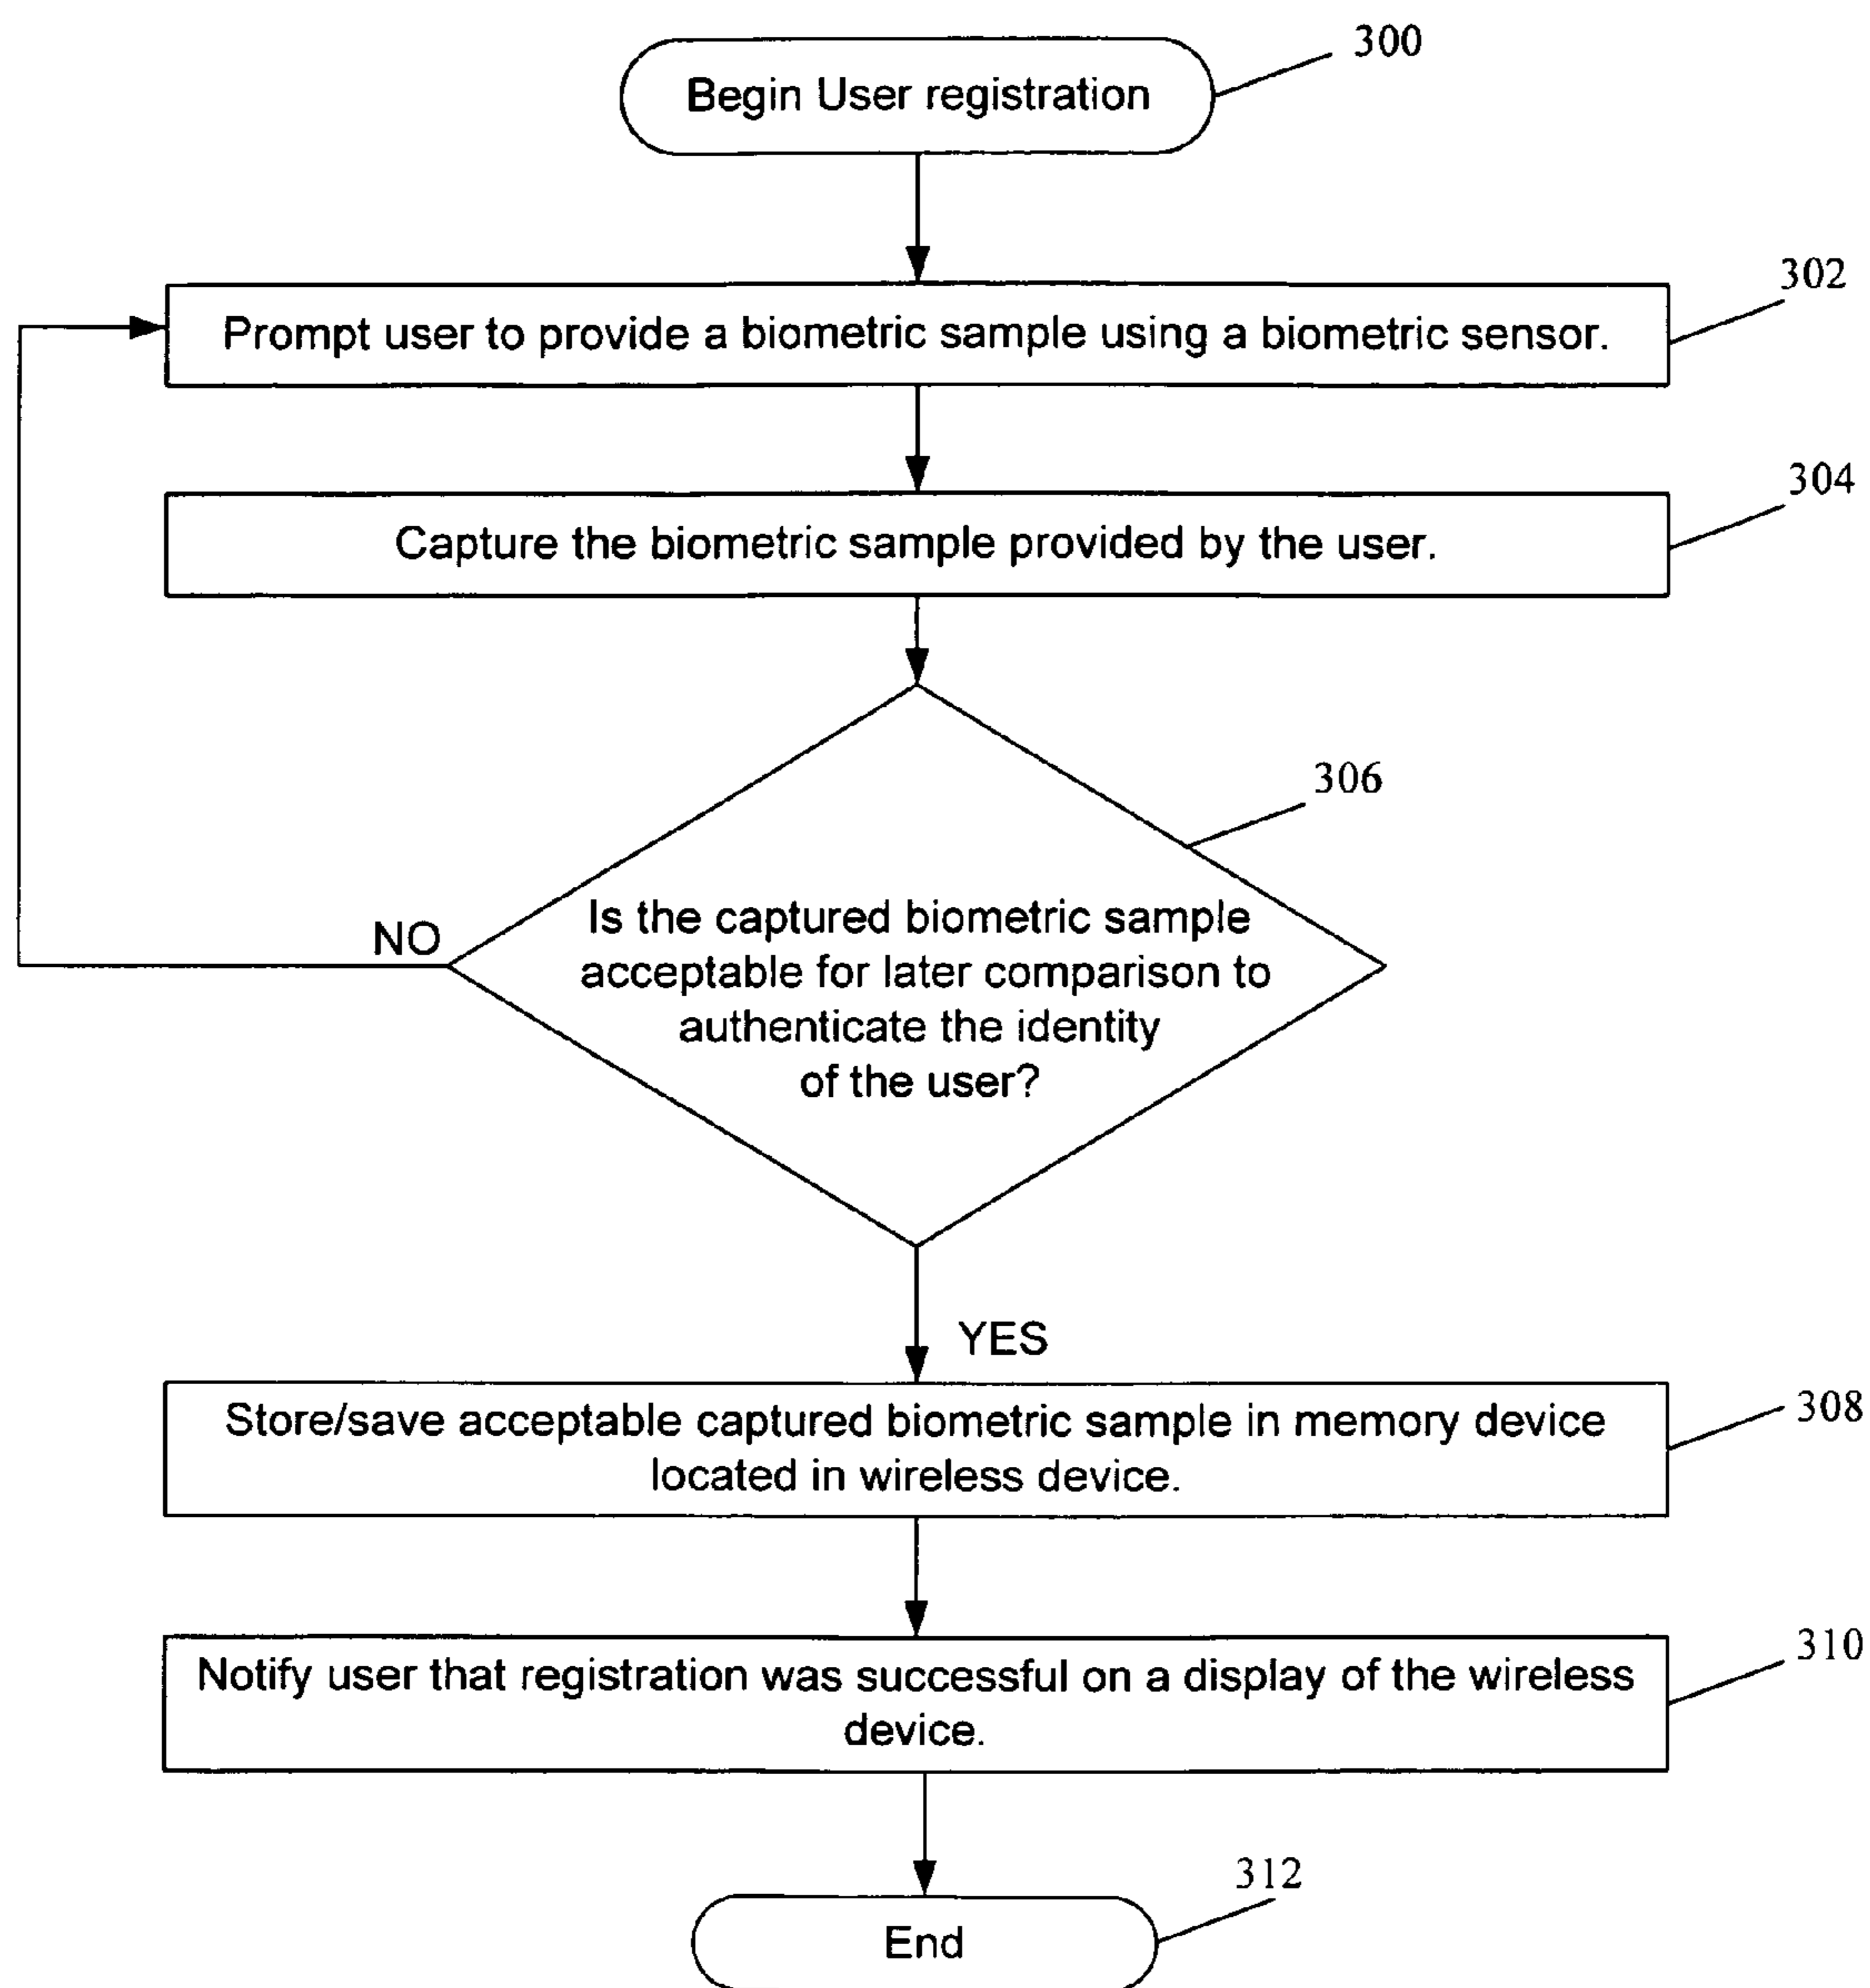 300
Begin User registration
302
Prompt user to provide a biometric sample using a biometric sensor.
304
Capture the biometric sample provided by the user.
306
Is the captured biometric sample
acceptable for later comparison to
authenticate the identity
of the user?
NO
YES
308
Store/save acceptable captured biometric sample in memory device
located in wireless device.
310
Notify user that registration was successful on a display of the wireless
device.
312
End